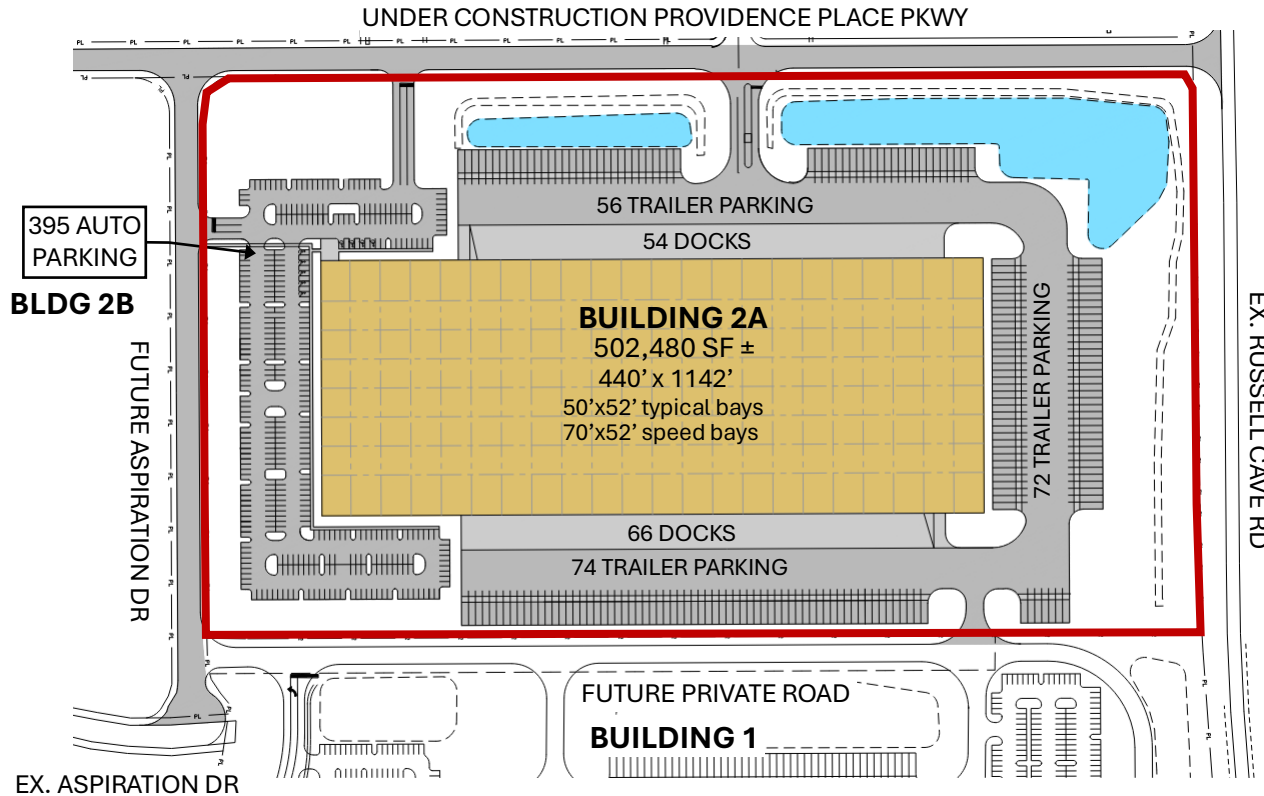 UNDER CONSTRUCTION PROVIDENCE PLACE PKWY
56 TRAILER PARKING
54 DOCKS
395 AUTO
PARKING
BLDG 2B
FUTURE ASPIRATION DR
BUILDING 2A
502,480 SF ±
440' x 1142'
50'x52' typical bays
70'x52' speed bays
72 TRAILER PARKING
EX. RUSSELL CAVE RD
66 DOCKS
74 TRAILER PARKING
FUTURE PRIVATE ROAD
BUILDING 1
EX. ASPIRATION DR